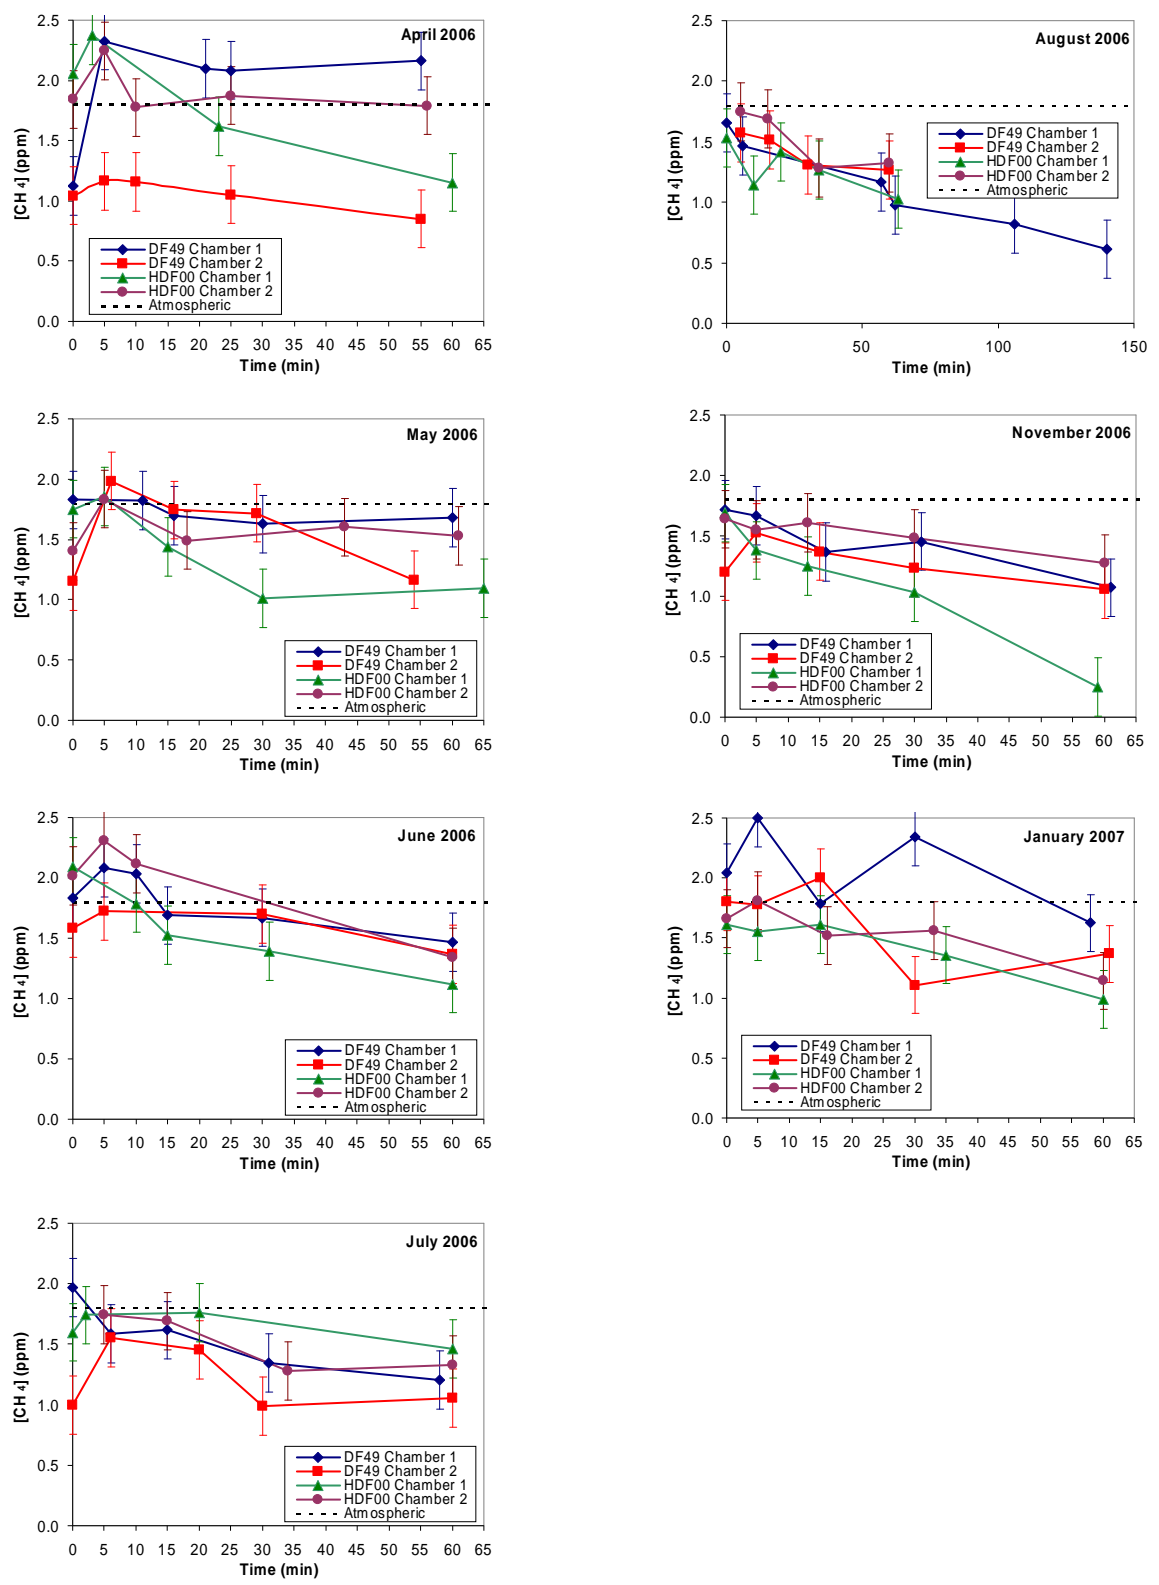 April 2006
[CH 4] (ppm)
2.5
2.0
1.5
1.0
0.5
0.0
DF49 Chamber 1
DF49 Chamber 2
HDF00 Chamber 1
HDF00 Chamber 2
Atmospheric
0 5 10 15 20 25 30 35 40 45 50 55 60 65
Time (min)
August 2006
[CH 4] (ppm)
2.5
2.0
1.5
1.0
0.5
0.0
DF49 Chamber 1
DF49 Chamber 2
HDF00 Chamber 1
HDF00 Chamber 2
Atmospheric
0 50 100 150
Time (min)
May 2006
[CH 4] (ppm)
2.5
2.0
1.5
1.0
0.5
0.0
DF49 Chamber 1
DF49 Chamber 2
HDF00 Chamber 1
HDF00 Chamber 2
Atmospheric
0 5 10 15 20 25 30 35 40 45 50 55 60 65
Time (min)
November 2006
[CH 4] (ppm)
2.5
2.0
1.5
1.0
0.5
0.0
DF49 Chamber 1
DF49 Chamber 2
HDF00 Chamber 1
HDF00 Chamber 2
Atmospheric
0 5 10 15 20 25 30 35 40 45 50 55 60 65
Time (min)
June 2006
[CH 4] (ppm)
2.5
2.0
1.5
1.0
0.5
0.0
DF49 Chamber 1
DF49 Chamber 2
HDF00 Chamber 1
HDF00 Chamber 2
Atmospheric
0 5 10 15 20 25 30 35 40 45 50 55 60 65
Time (min)
January 2007
[CH 4] (ppm)
2.5
2.0
1.5
1.0
0.5
0.0
DF49 Chamber 1
DF49 Chamber 2
HDF00 Chamber 1
HDF00 Chamber 2
Atmospheric
0 5 10 15 20 25 30 35 40 45 50 55 60 65
Time (min)
July 2006
[CH 4] (ppm)
2.5
2.0
1.5
1.0
0.5
0.0
DF49 Chamber 1
DF49 Chamber 2
HDF00 Chamber 1
HDF00 Chamber 2
Atmospheric
0 5 10 15 20 25 30 35 40 45 50 55 60 65
Time (min)